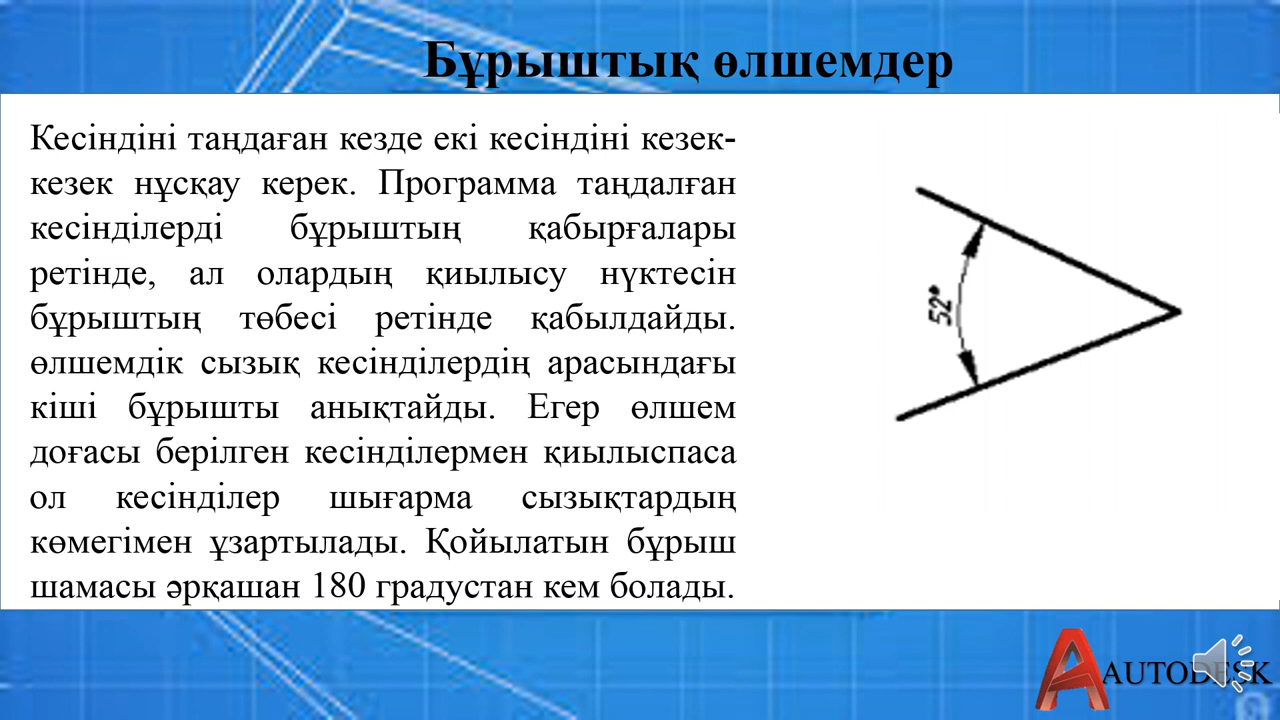 Бұрыштық өлшемдер
Кесіндіні таңдаған кезде екі кесіндіні кезек-
кезек нұсқау керек. Программа таңдалған
кесінділерді бұрыштың қабырғалары
ретінде, ал олардың қиылысу нүктесін
бұрыштың төбесі ретінде қабылдайды.
өлшемдік сызық кесінділердің арасындағы
кіші бұрышты анықтайды. Егер өлшем
доғасы берілген кесінділермен қиылыспаса
ол кесінділер шығарма сызықтардың
көмегімен ұзартылады. Қойылатын бұрыш
шамасы әрқашан 180 градустан кем болады.
52°
AUTODESK